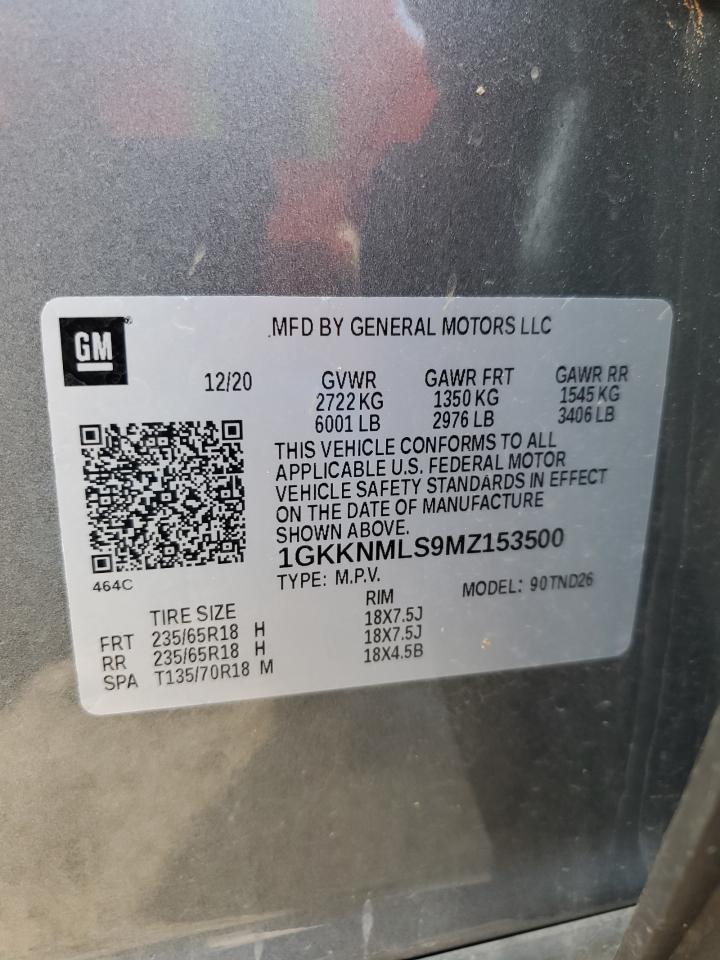 GM
MFD BY GENERAL MOTORS LLC
12/20
GVWR GAWR FRT GAWR RR
2722 KG 1350 KG 1545 KG
6001 LB 2976 LB 3406 LB
THIS VEHICLE CONFORMS TO ALL
APPLICABLE U.S. FEDERAL MOTOR
VEHICLE SAFETY STANDARDS IN EFFECT
ON THE DATE OF MANUFACTURE
SHOWN ABOVE.
1GKKNMLS9MZ153500
464C
TYPE: M.P.V. MODEL: 90TND26
TIRE SIZE RIM
FRT 235/65R18 H 18X7.5J
RR 235/65R18 H 18X7.5J
SPA T135/70R18 M 18X4.5B